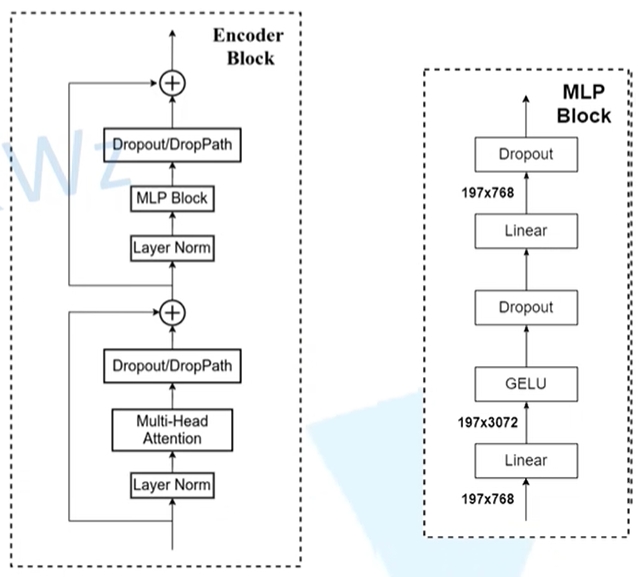 Encoder
Block
+
Dropout/DropPath
MLP Block
Layer Norm
+
Dropout/DropPath
Multi-Head
Attention
Layer Norm
MLP
Block
Dropout
197x768
Linear
Dropout
GELU
197x3072
Linear
197x768
Wz